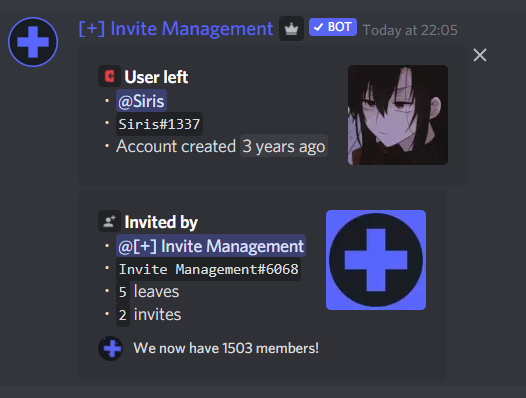 [+] Invite Management BOT Today at 22:05
User left
• @Siris
• Siris#1337
• Account created 3 years ago
Invited by
• @[+] Invite Management
• Invite Management#6068
• 5 leaves
• 2 invites
We now have 1503 members!